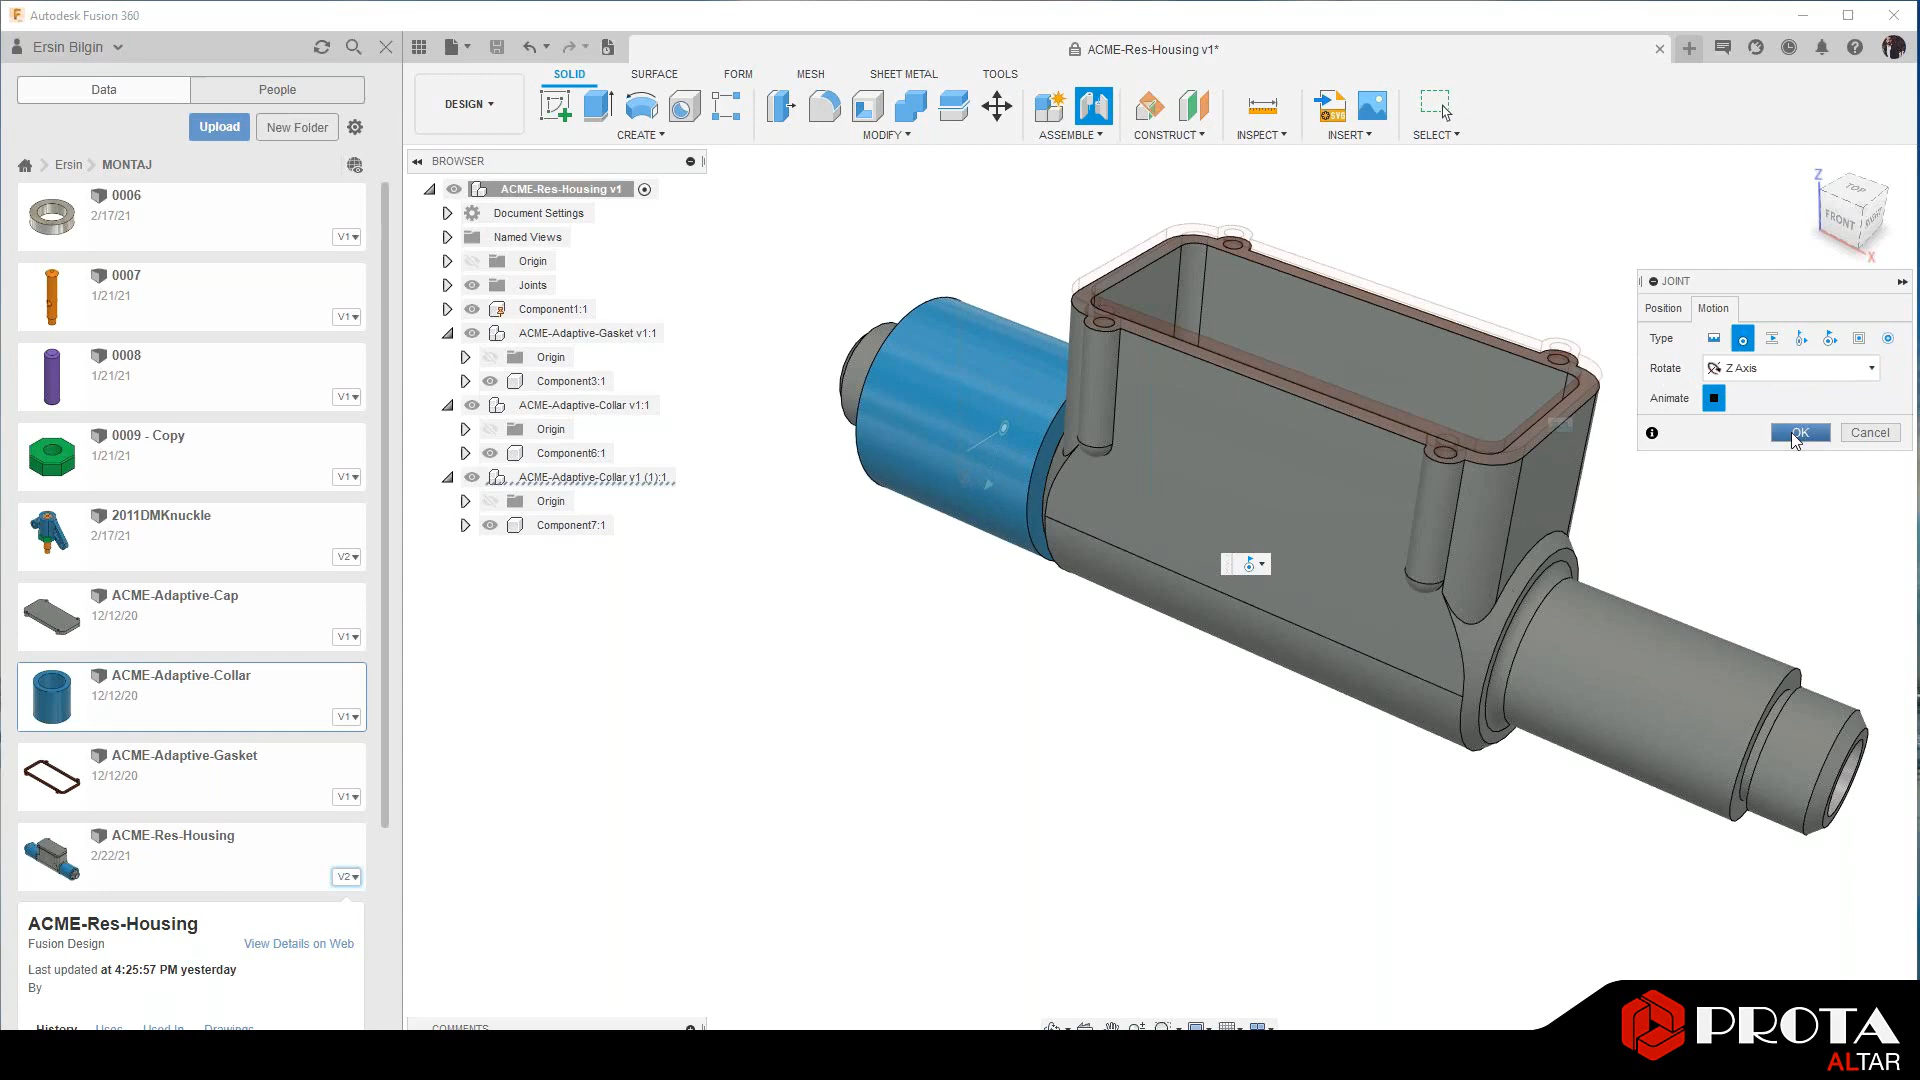 Autodesk Fusion 360
Ersin Bilgin
ACME-Res-Housing v1*
Data
People
Upload
New Folder
Ersin
MONTAJ
0006
2/17/21
V1
0007
1/21/21
V1
0008
1/21/21
V1
0009 - Copy
1/21/21
V1
2011DMKnuckle
2/17/21
V2
ACME-Adaptive-Cap
12/12/20
V1
ACME-Adaptive-Collar
12/12/20
V1
ACME-Adaptive-Gasket
12/12/20
V1
ACME-Res-Housing
2/22/21
V2
ACME-Res-Housing
Fusion Design
View Details on Web
Last updated at 4:25:57 PM yesterday
By
History Uses Used In Drawings
DESIGN
SOLID SURFACE FORM MESH SHEET METAL TOOLS
CREATE MODIFY ASSEMBLE CONSTRUCT INSPECT INSERT SELECT
SVG
BROWSER
ACME-Res-Housing v1
Document Settings
Named Views
Origin
Joints
Component1:1
ACME-Adaptive-Gasket v1:1
Origin
Component3:1
ACME-Adaptive-Collar v1:1
Origin
Component6:1
ACME-Adaptive-Collar v1 (1):1
Origin
Component7:1
COMMENTS
Z
TOP
FRONT
RIGHT
X
JOINT
Position Motion
Type
Rotate
Z Axis
Animate
OK
Cancel
PROTA
ALTAR